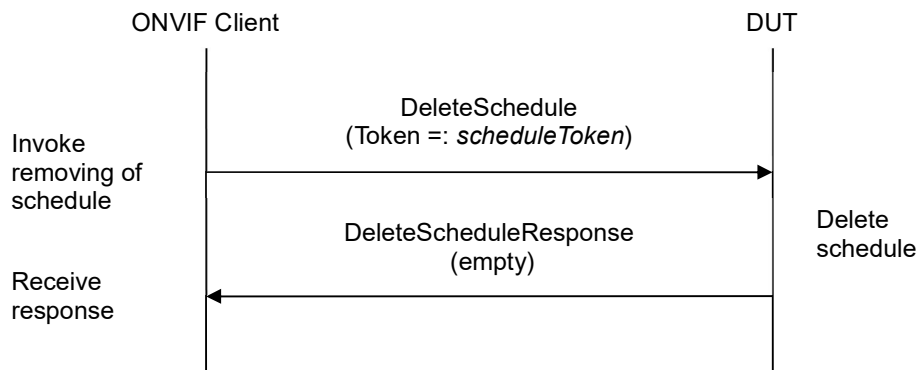 ONVIF Client
DUT
DeleteSchedule
(Token =: scheduleToken)
Invoke
removing of
schedule
DeleteScheduleResponse
(empty)
Delete
schedule
Receive
response